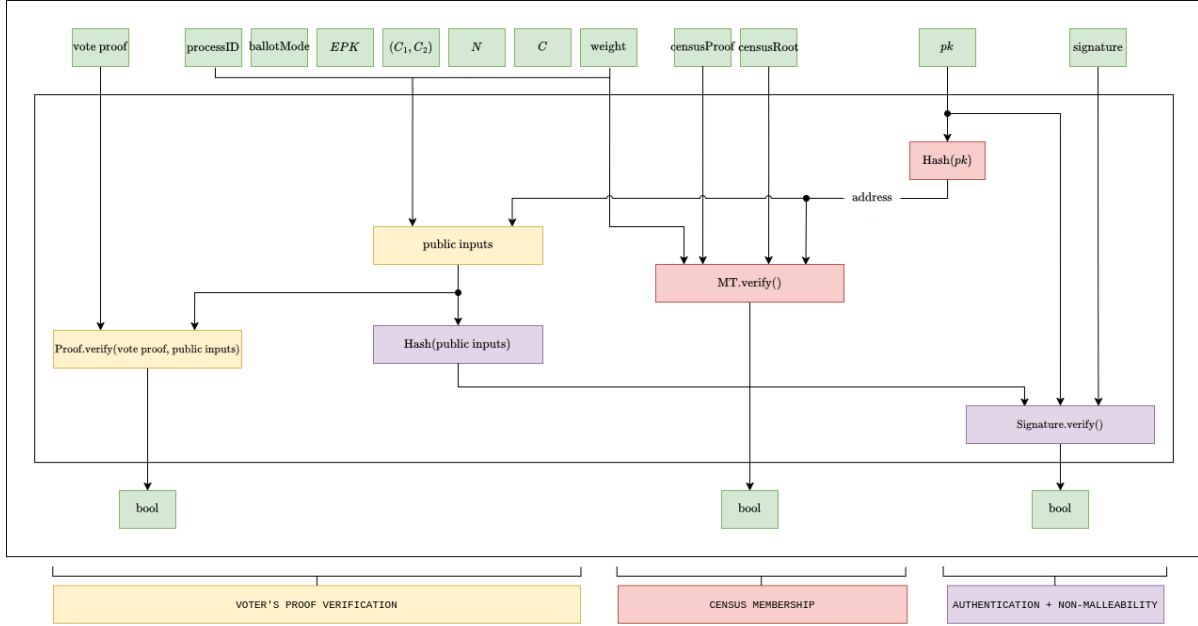 vote proof
processID
ballotMode
EPK
(C₁, C₂)
N
C
weight
censusProof
censusRoot
pk
signature
Hash(pk)
address
public inputs
MT.verify()
Proof.verify(vote proof, public inputs)
Hash(public inputs)
Signature.verify()
bool
bool
bool
VOTER'S PROOF VERIFICATION
CENSUS MEMBERSHIP
AUTHENTICATION + NON-MALLEABILITY